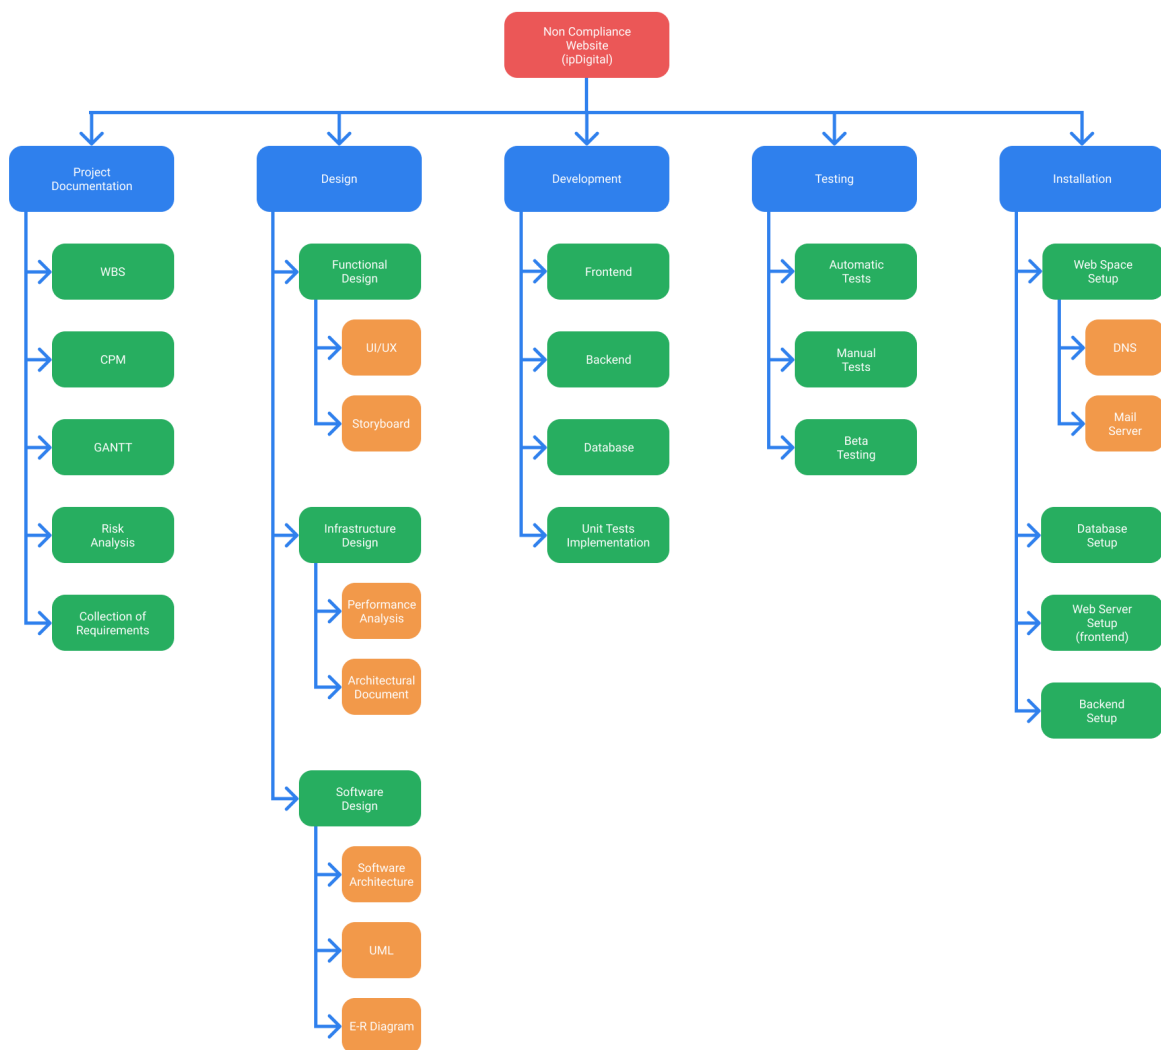 Non Compliance
Website
(ipDigital)
Project
Documentation
Design
Development
Testing
Installation
WBS
CPM
GANTT
Risk
Analysis
Collection of
Requirements
Functional
Design
UI/UX
Storyboard
Infrastructure
Design
Performance
Analysis
Architectural
Document
Software
Design
Software
Architecture
UML
E-R Diagram
Frontend
Backend
Database
Unit Tests
Implementation
Automatic
Tests
Manual
Tests
Beta
Testing
Web Space
Setup
DNS
Mail
Server
Database
Setup
Web Server
Setup
(frontend)
Backend
Setup